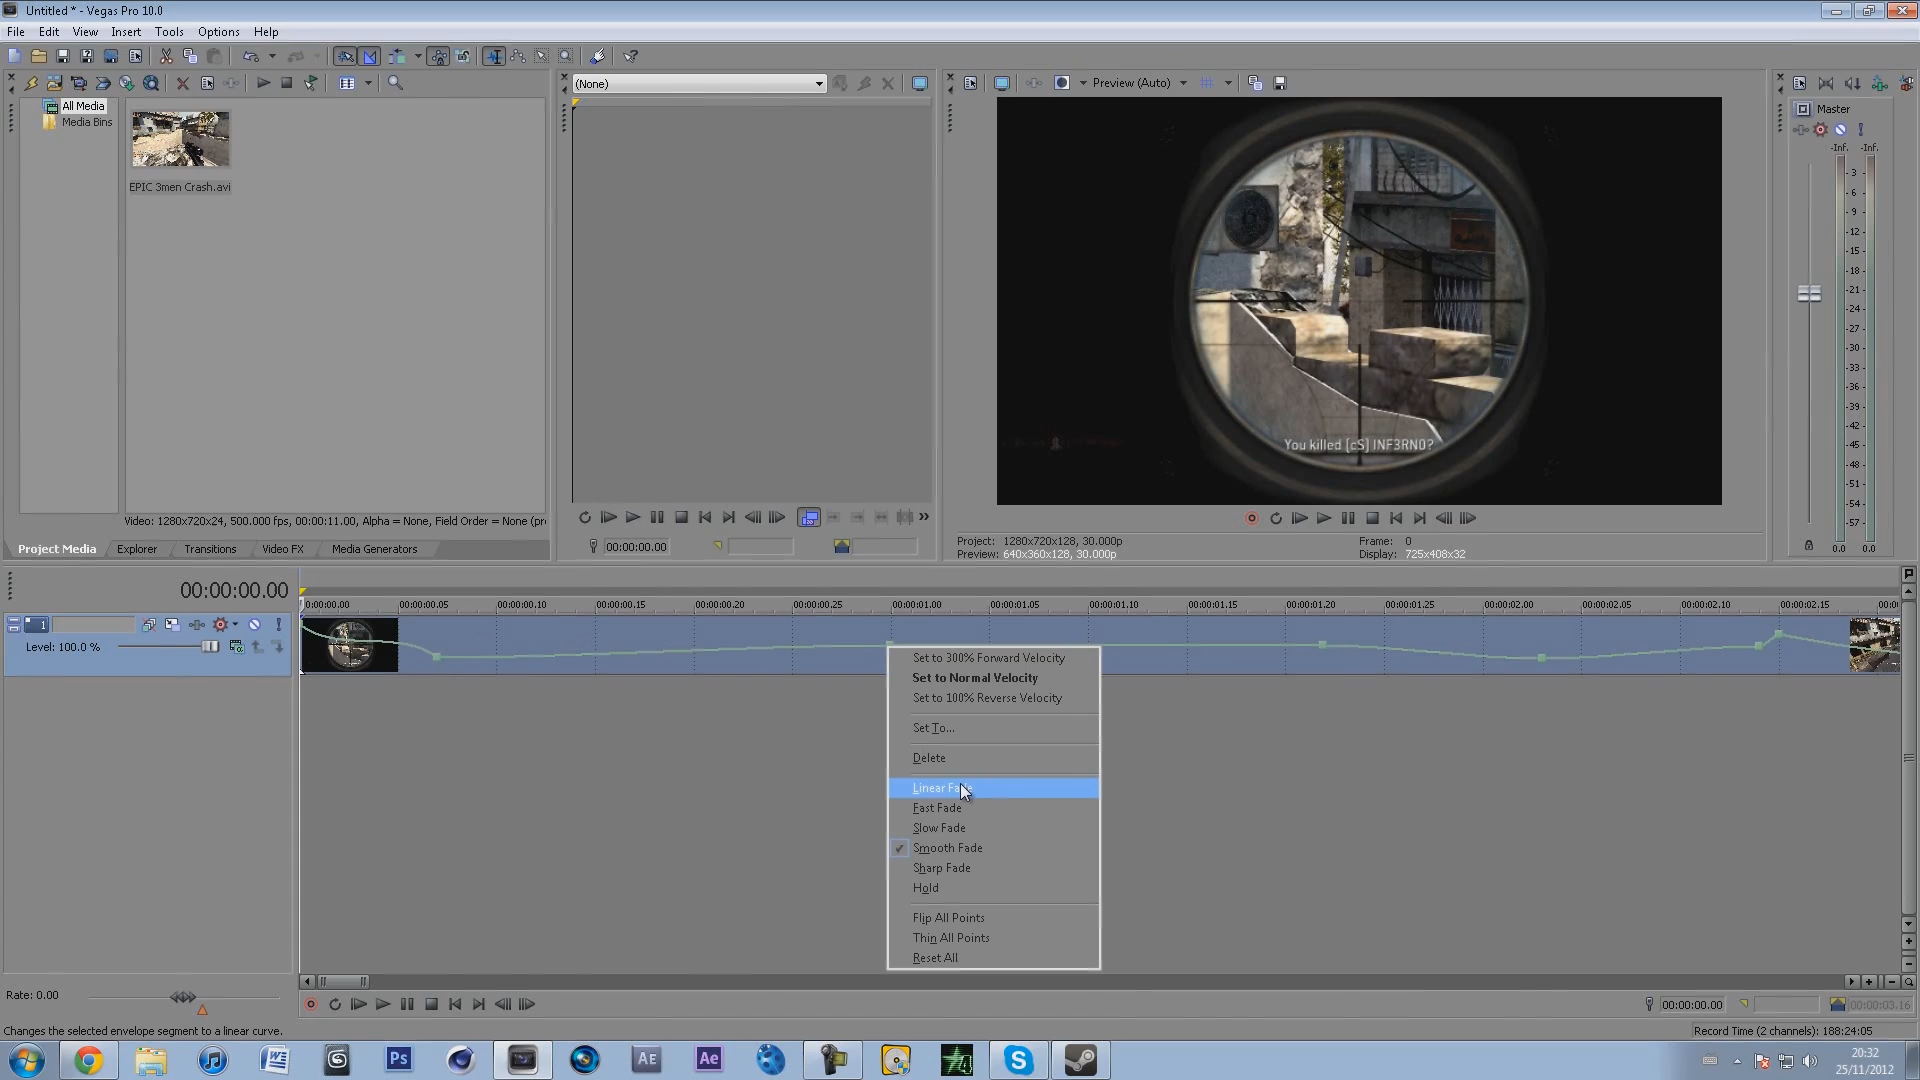 Untitled * - Vegas Pro 10.0
File Edit View Insert Tools Options Help
All Media
Media Bins
EPIC 3men Crash.avi
Video: 1280x720x24, 500.000 fps, 00:00:11.00, Alpha = None, Field Order = None (pr
Project Media Explorer Transitions Video FX Media Generators
(None)
00:00:00.00
Preview (Auto)
You killed [cS] INF3RN0?
Project: 1280x720x128, 30.000p
Frame: 0
Preview: 640x360x128, 30.000p
Display: 725x408x32
Master
-Inf. -Inf.
- 3 -
- 6 -
- 9 -
- 12 -
- 15 -
- 18 -
- 21 -
- 24 -
- 27 -
- 30 -
- 33 -
- 36 -
- 39 -
- 42 -
- 45 -
- 48 -
- 51 -
- 54 -
- 57 -
0.0 0.0
00:00:00.00
00:00:00.00 00:00:00.05 00:00:00.10 00:00:00.15 00:00:00.20 00:00:00.25 00:00:01.00 00:00:01.05 00:00:01.10 00:00:01.15 00:00:01.20 00:00:01.25 00:00:02.00 00:00:02.05 00:00:02.10 00:00:02.15 00:00
1
Level: 100.0 %
Set to 300% Forward Velocity
Set to Normal Velocity
Set to 100% Reverse Velocity
Set To...
Delete
Linear Fade
Fast Fade
Slow Fade
Smooth Fade
Sharp Fade
Hold
Flip All Points
Thin All Points
Reset All
Rate: 0.00
00:00:00.00
00:00:03.16
Changes the selected envelope segment to a linear curve.
Record Time (2 channels): 188:24:05
Ps
AE
Ae
20:32
25/11/2012